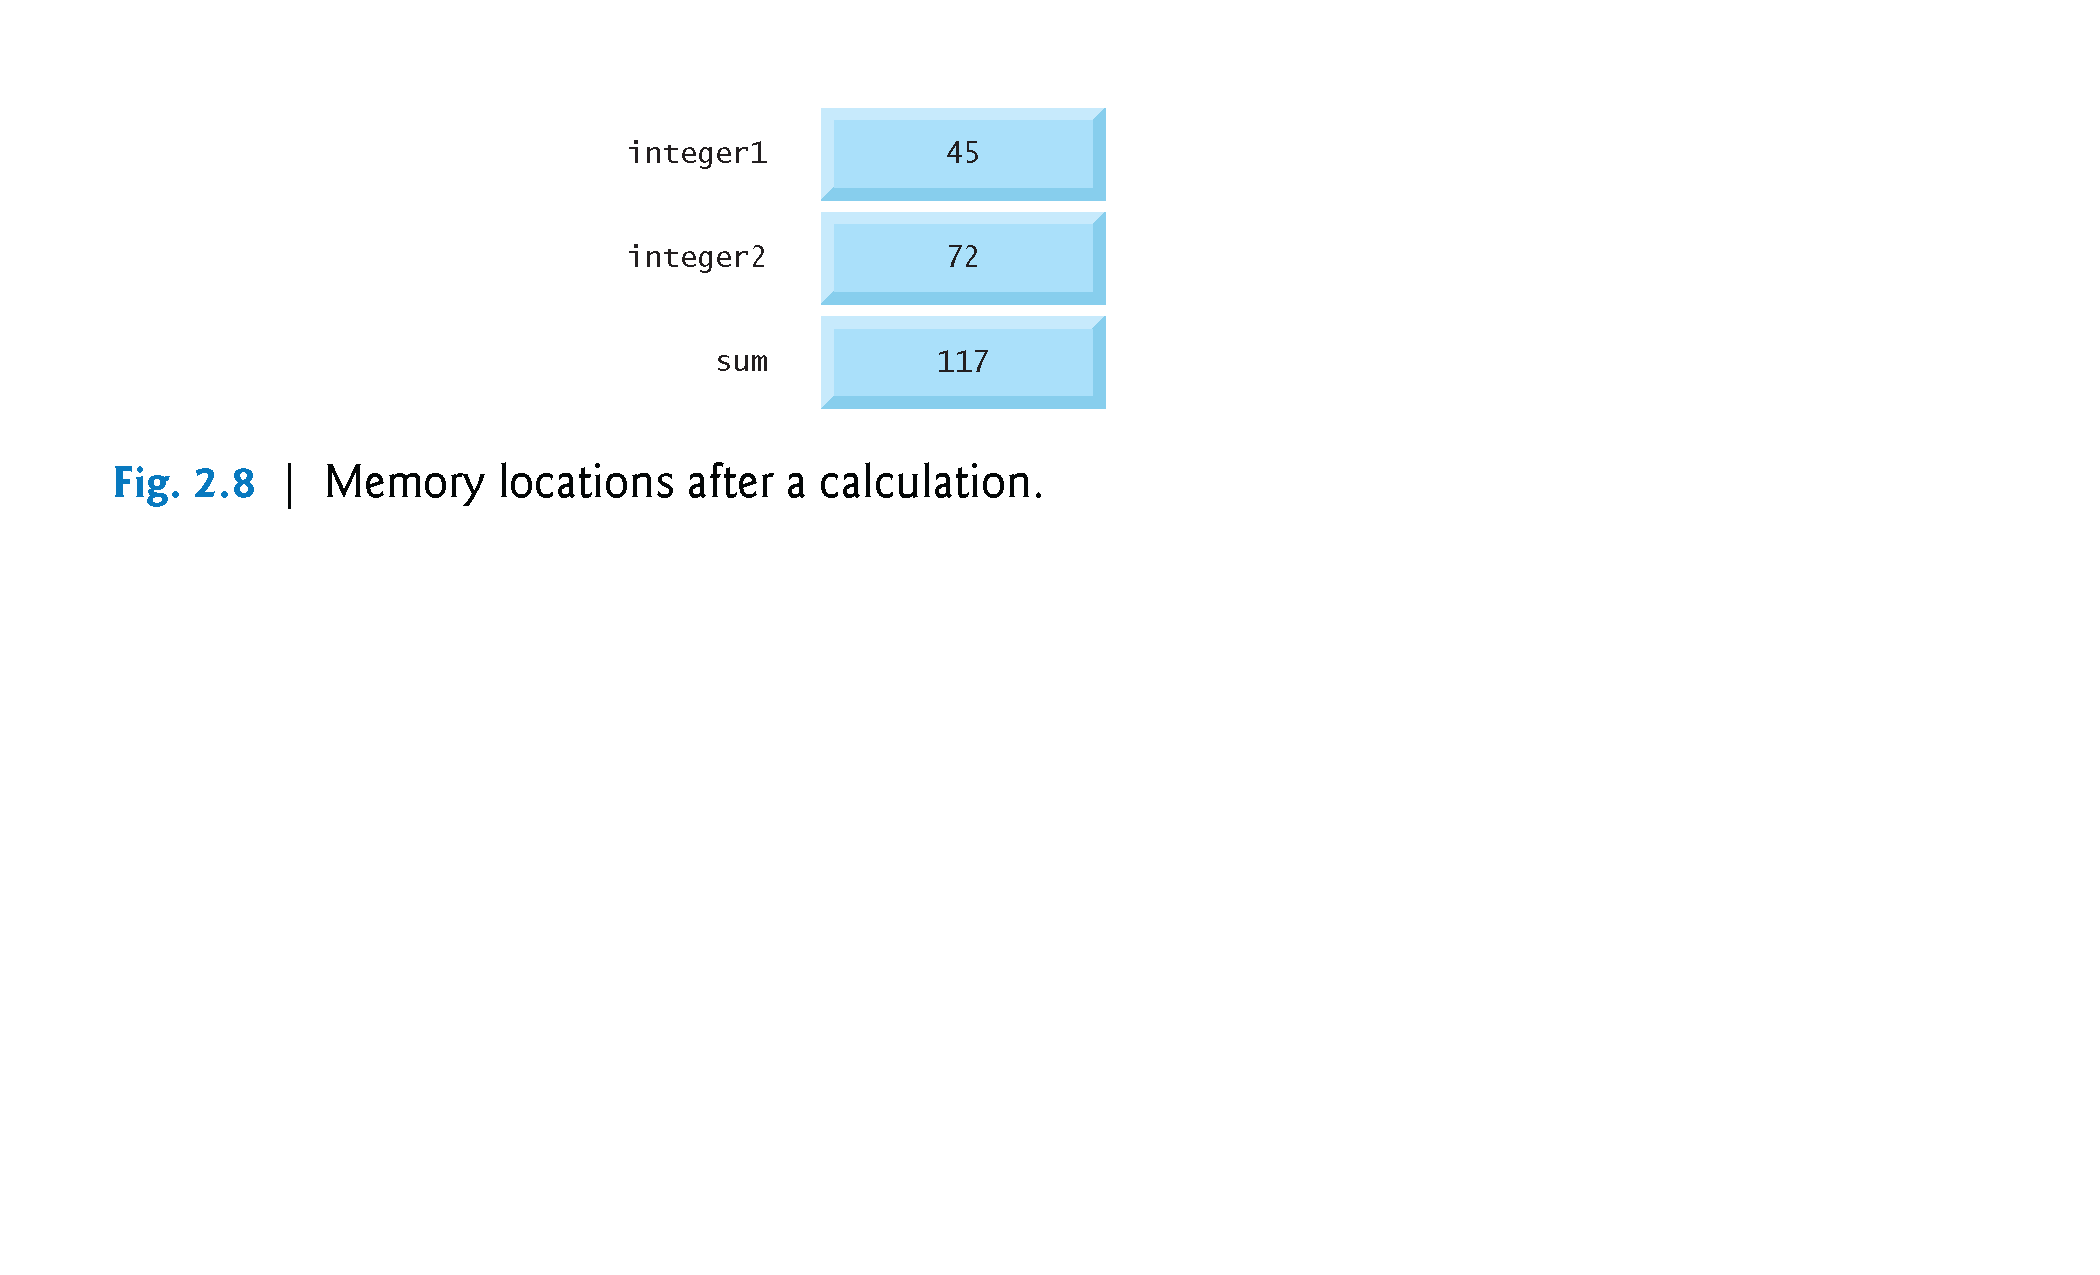 integer1 45
integer2 72
sum 117
Fig. 2.8 | Memory locations after a calculation.